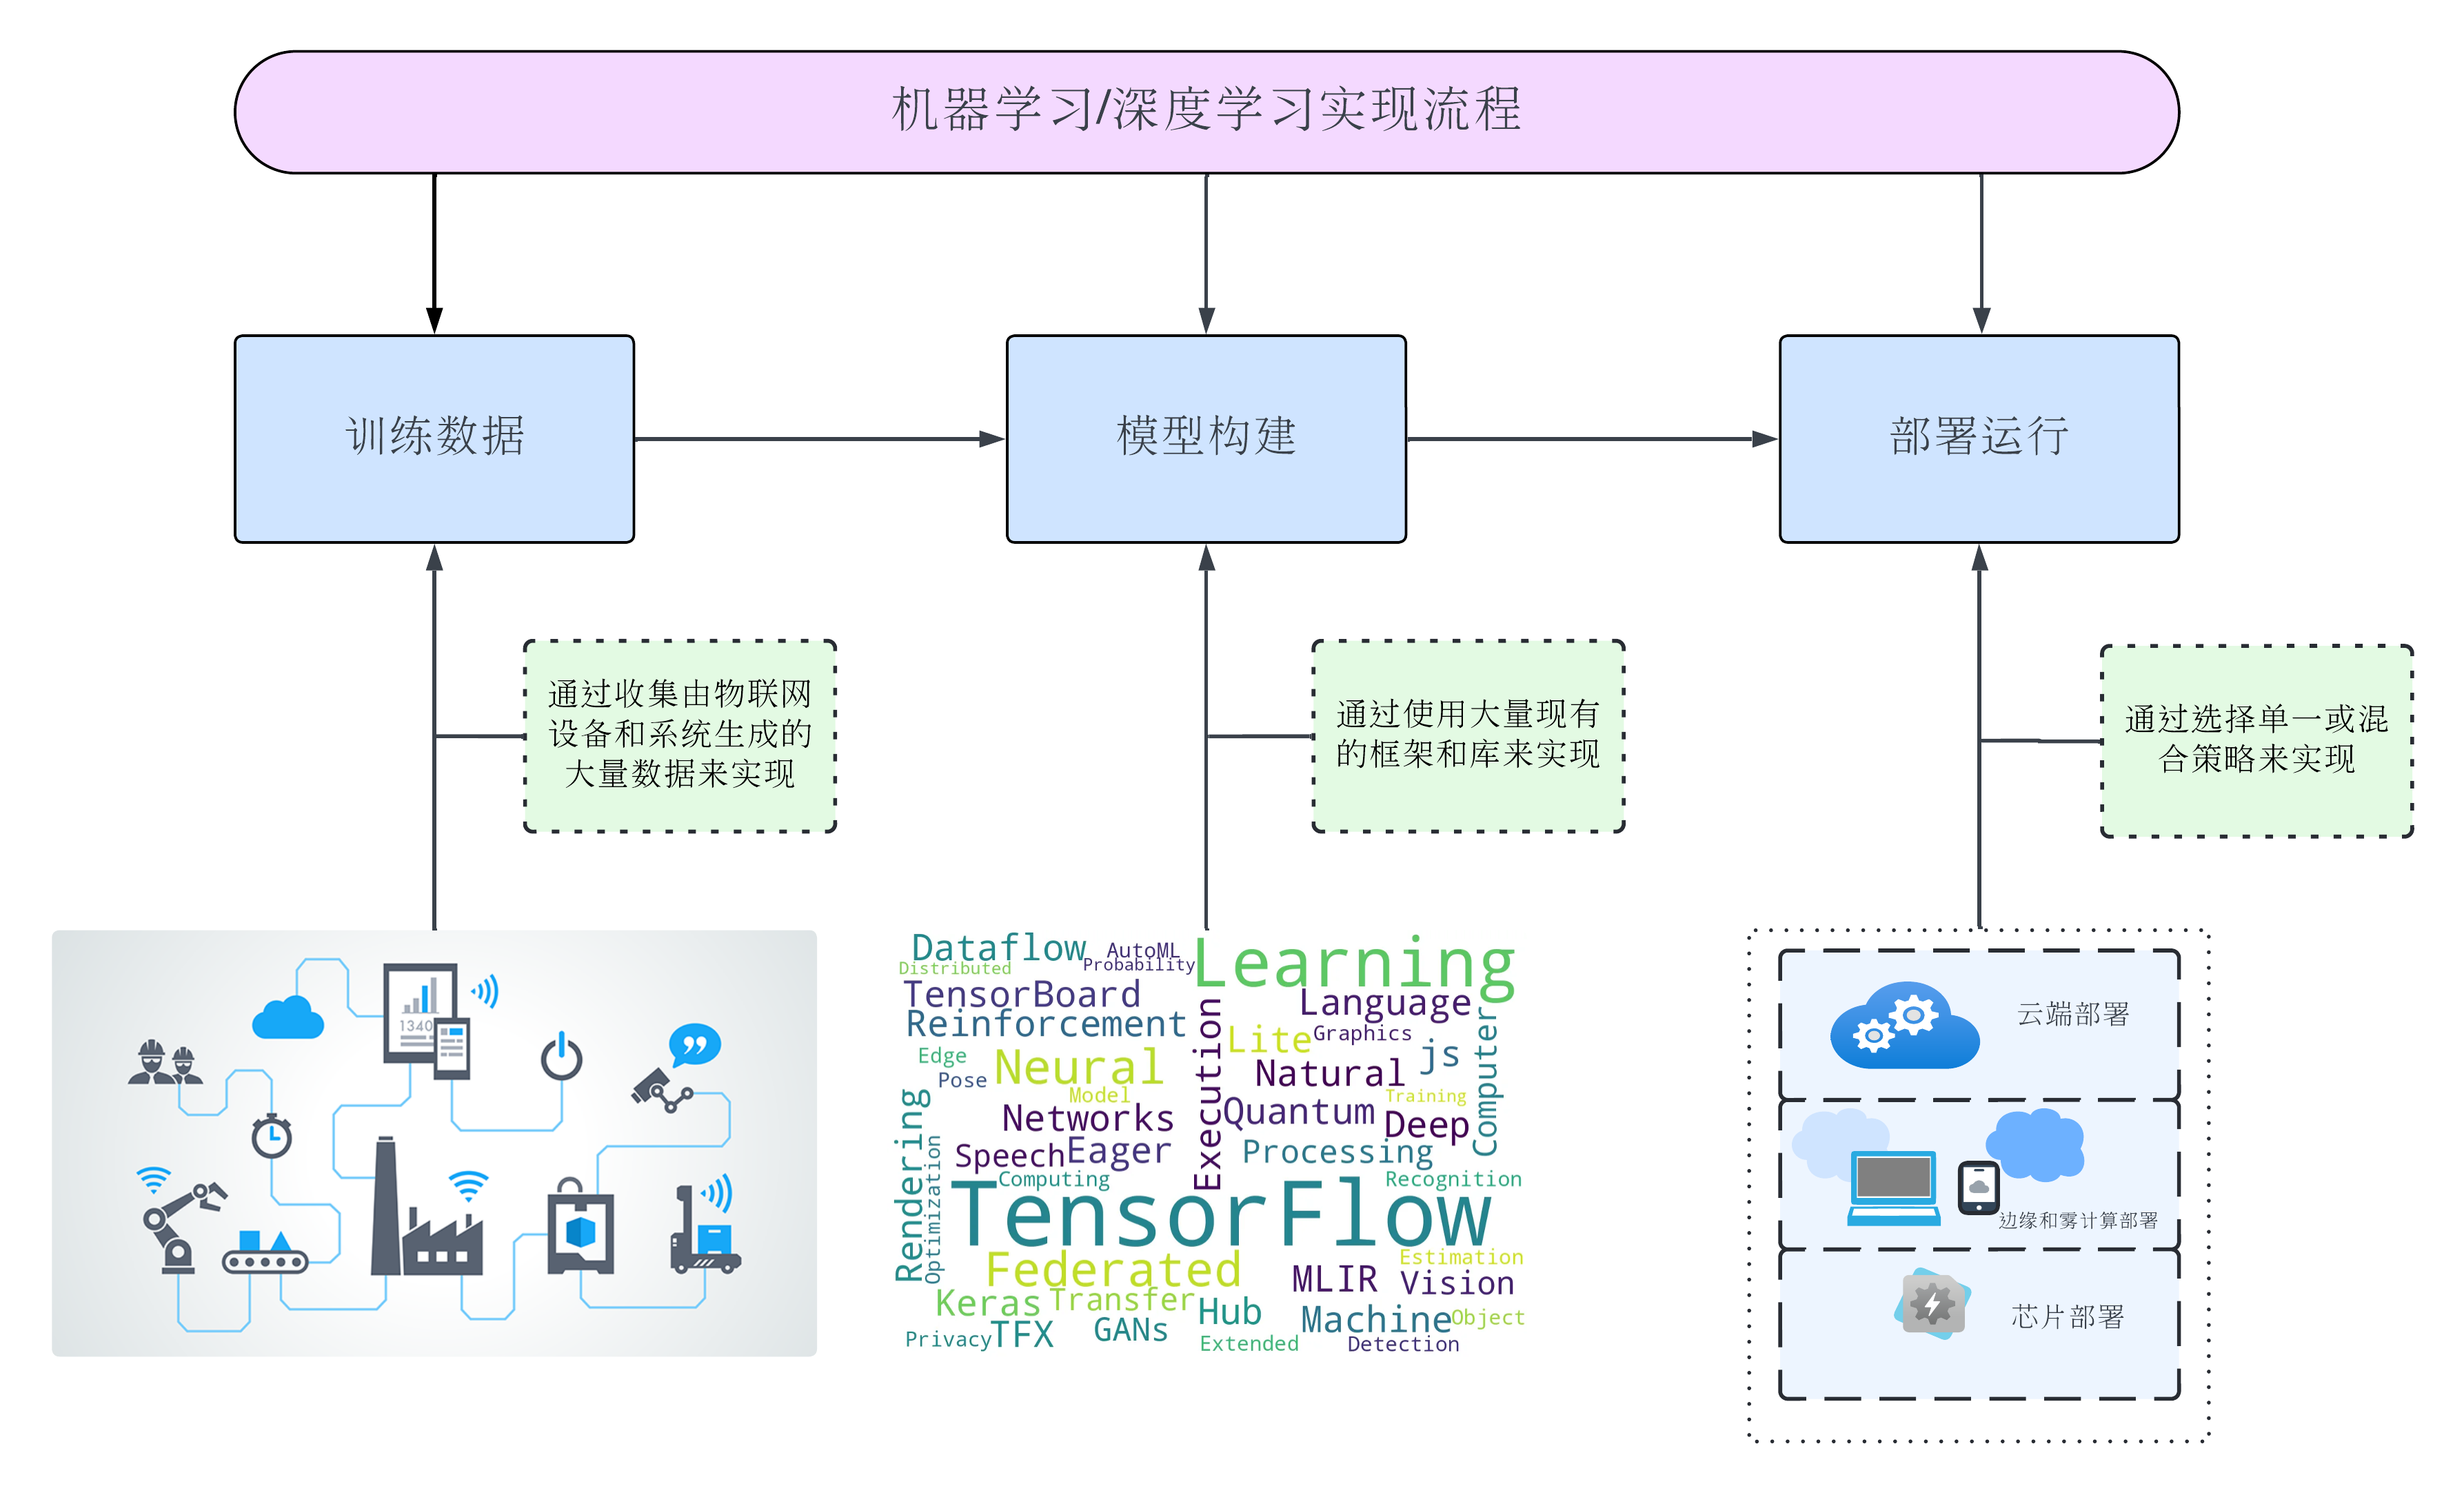 机器学习/深度学习实现流程
训练数据
模型构建
部署运行
通过收集由物联网
设备和系统生成的
大量数据来实现
通过使用大量现有
的框架和库来实现
通过选择单一或混
合策略来实现
1340
Dataflow
AutoML
Learning
Distributed
Probability
TensorBoard
Language
Reinforcement
Execution
Lite
Graphics
js
Computer
Edge
Neural
Natural
Pose
Model
Training
Rendering
Networks
Quantum
Deep
Optimization
Speech
Eager
Processing
Computing
Recognition
TensorFlow
Federated
Estimation
MLIR
Vision
Keras
Transfer
Hub
Machine
Object
Privacy
TFX
GANs
Extended
Detection
云端部署
边缘和雾计算部署
芯片部署